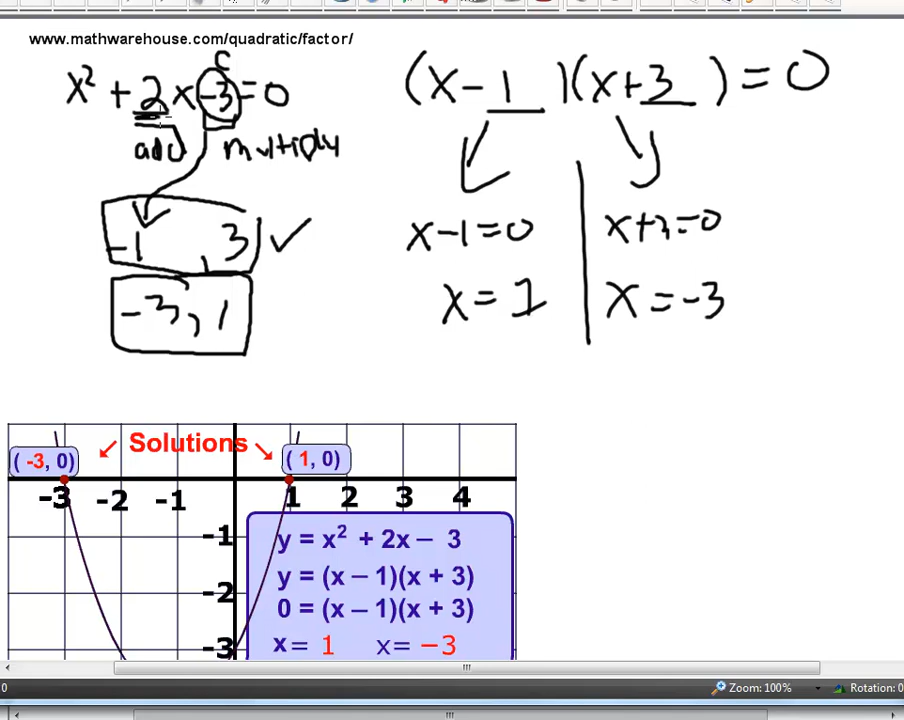 www.mathwarehouse.com/quadratic/factor/
c
x² + 2x -3 = 0
add multiply
-1, 3 ✓
-3, 1
(x - 1)(x + 3) = 0
x-1=0
x = 1
x+3=0
x = -3
Solutions
(-3, 0)
(1, 0)
-3 -2 -1 1 2 3 4
-1
-2
-3
y = x² + 2x – 3
y = (x – 1)(x + 3)
0 = (x – 1)(x + 3)
x= 1 x= −3
0
Zoom: 100%
Rotation: 0